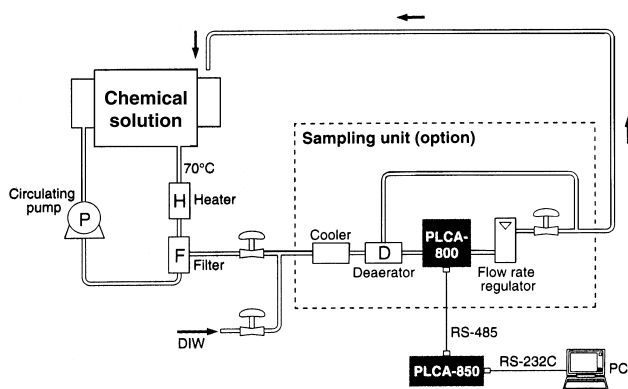 Chemical
solution
Sampling unit (option)
70°C
Circulating
pump
P
H
Heater
F
Filter
Cooler
D
Deaerator
PLCA-
800
Flow rate
regulator
DIW
RS-485
PLCA-850
RS-232C
PC